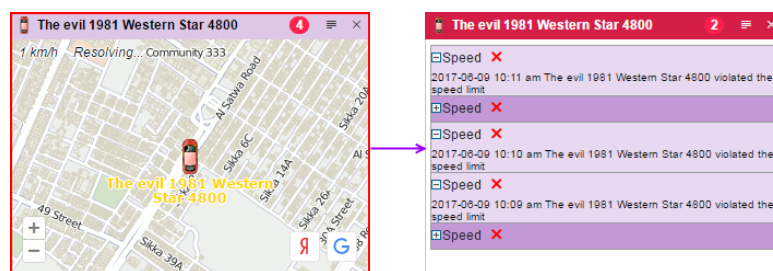 The evil 1981 Western Star 4800 4
1 km/h Resolving... Community 333
Al Satwa Road
Sikka 20A
Sikka 6C
Sikka 14A
Al S
The evil 1981 Western
Star 4800
Sikka 26A
49 Street
Street
Sikka 39A
+
−
Я G
The evil 1981 Western Star 4800 2
Speed
2017-06-09 10:11 am The evil 1981 Western Star 4800 violated the
speed limit
Speed
Speed
2017-06-09 10:10 am The evil 1981 Western Star 4800 violated the
speed limit
Speed
2017-06-09 10:09 am The evil 1981 Western Star 4800 violated the
speed limit
Speed